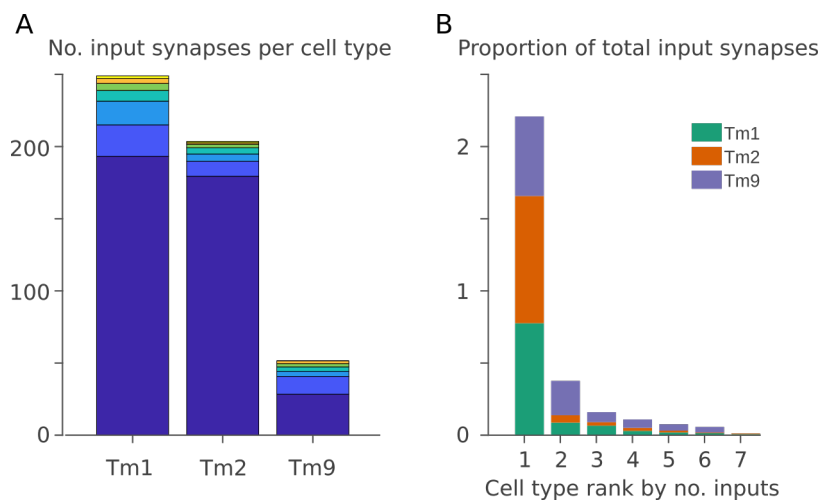 A
No. input synapses per cell type
200
100
0
Tm1 Tm2 Tm9
B
Proportion of total input synapses
2
1
0
Tm1
Tm2
Tm9
1 2 3 4 5 6 7
Cell type rank by no. inputs